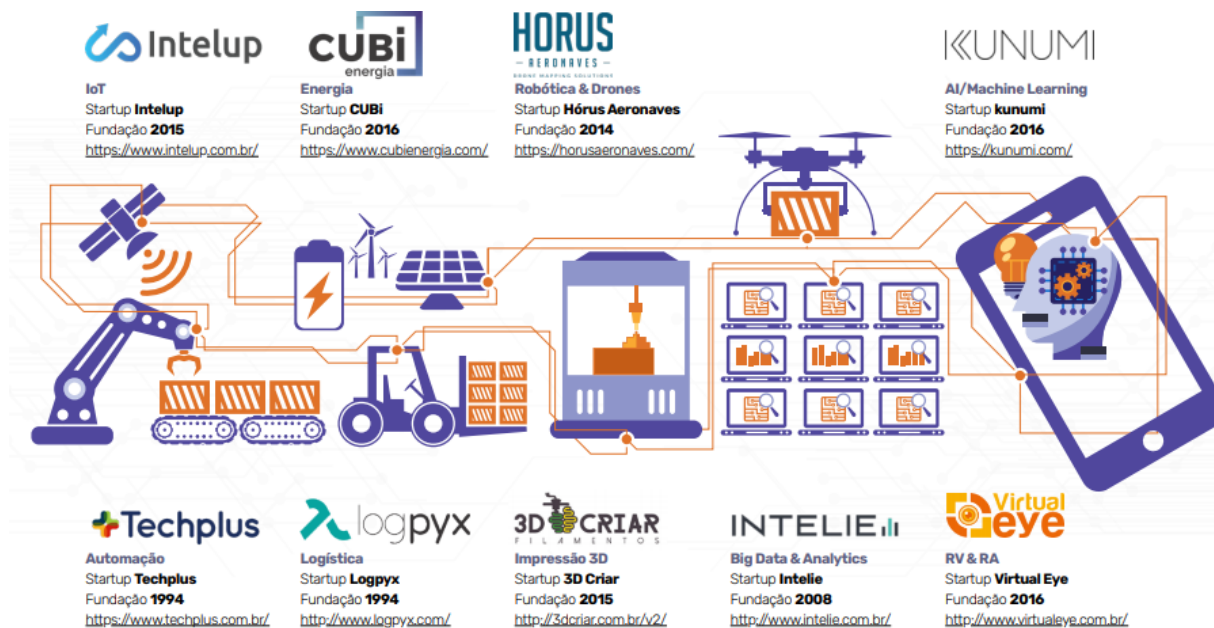 Intelup
IoT
Startup Intelup
Fundação 2015
https://www.intelup.com.br/
CUBi
energia
Energia
Startup CUBi
Fundação 2016
https://www.cubienergia.com/
HORUS
– AERONAVES –
DRONE MAPPING SOLUTIONS
Robótica & Drones
Startup Hórus Aeronaves
Fundação 2014
https://horusaeronaves.com/
KUNUMI
AI/Machine Learning
Startup kunumi
Fundação 2016
https://kunumi.com/
Techplus
Automação
Startup Techplus
Fundação 1994
https://www.techplus.com.br/
logpyx
Logística
Startup Logpyx
Fundação 1994
http://www.logpyx.com/
3D CRIAR
FILAMENTOS
Impressão 3D
Startup 3D Criar
Fundação 2015
http://3dcriar.com.br/v2/
INTELIE
Big Data & Analytics
Startup Intelie
Fundação 2008
http://www.intelie.com.br/
Virtual
eye
RV & RA
Startup Virtual Eye
Fundação 2016
http://www.virtualeye.com.br/